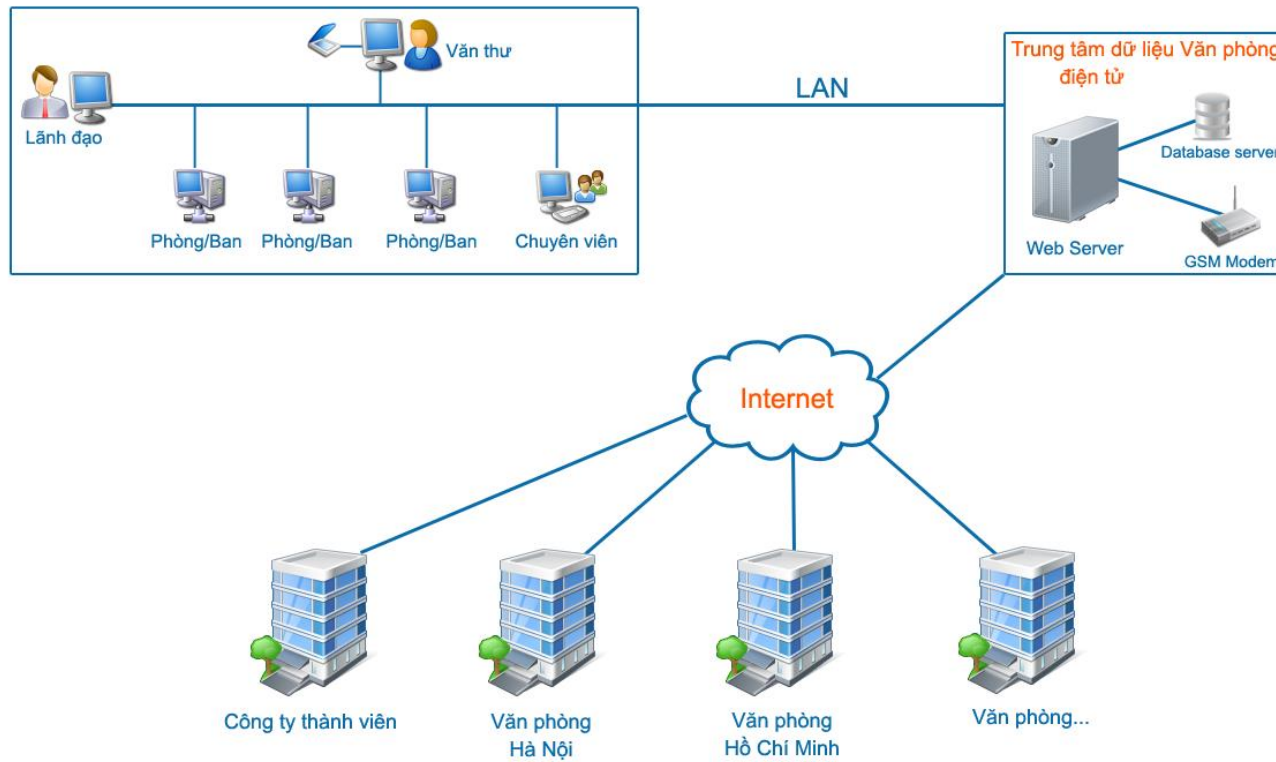 Văn thư
Lãnh đạo
Phòng/Ban
Phòng/Ban
Phòng/Ban
Chuyên viên
LAN
Trung tâm dữ liệu Văn phòng
điện tử
Database server
Web Server
GSM Modem
Internet
Công ty thành viên
Văn phòng
Hà Nội
Văn phòng
Hồ Chí Minh
Văn phòng...